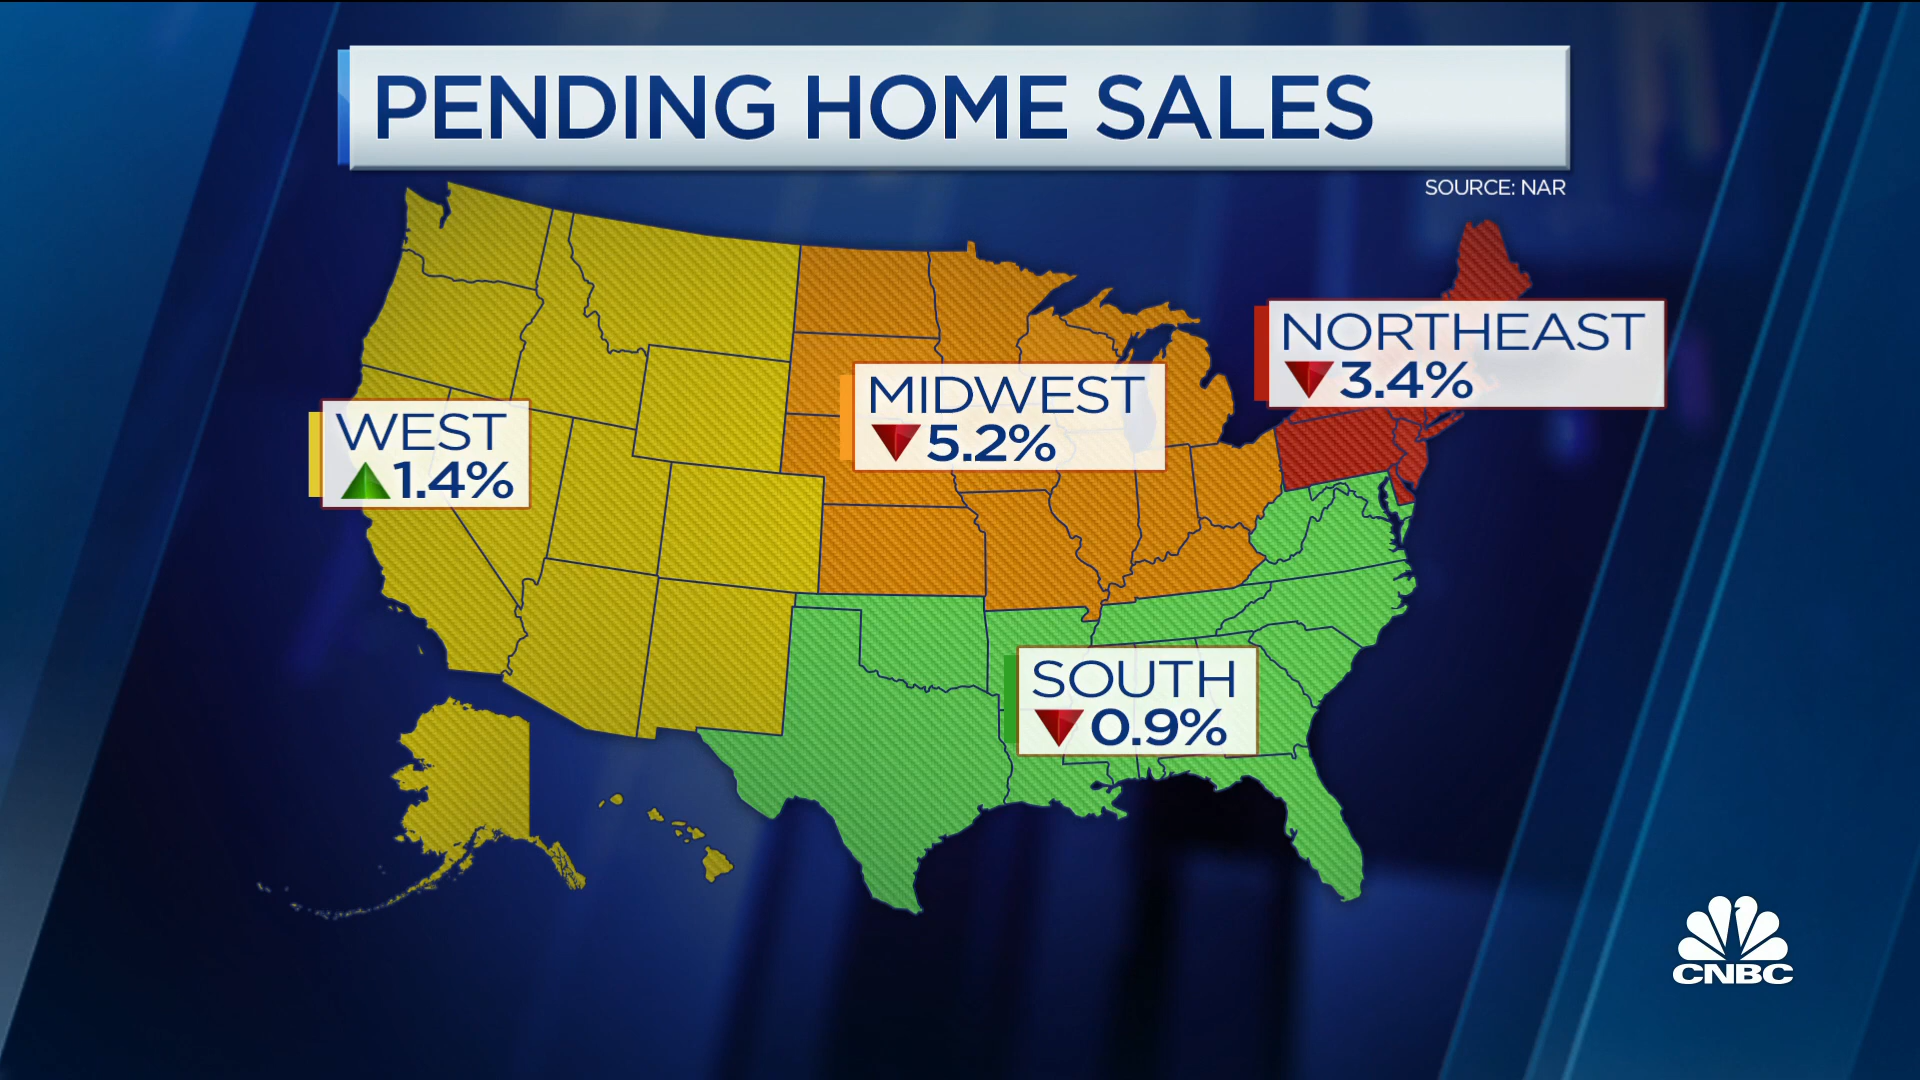 PENDING HOME SALES
SOURCE: NAR
NORTHEAST
▼3.4%
MIDWEST
▼5.2%
WEST
▲1.4%
SOUTH
▼0.9%
CNBC